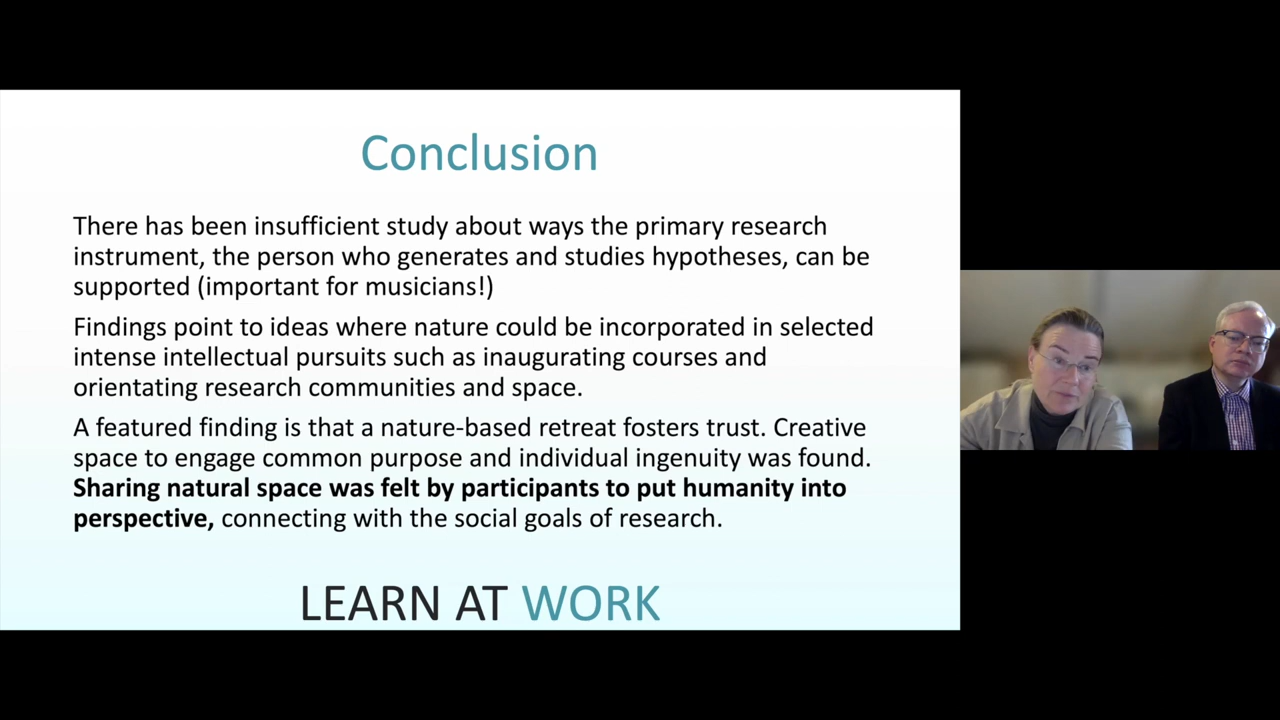 Conclusion
There has been insufficient study about ways the primary research
instrument, the person who generates and studies hypotheses, can be
supported (important for musicians!)
Findings point to ideas where nature could be incorporated in selected
intense intellectual pursuits such as inaugurating courses and
orientating research communities and space.
A featured finding is that a nature-based retreat fosters trust. Creative
space to engage common purpose and individual ingenuity was found.
Sharing natural space was felt by participants to put humanity into
perspective, connecting with the social goals of research.
LEARN AT WORK